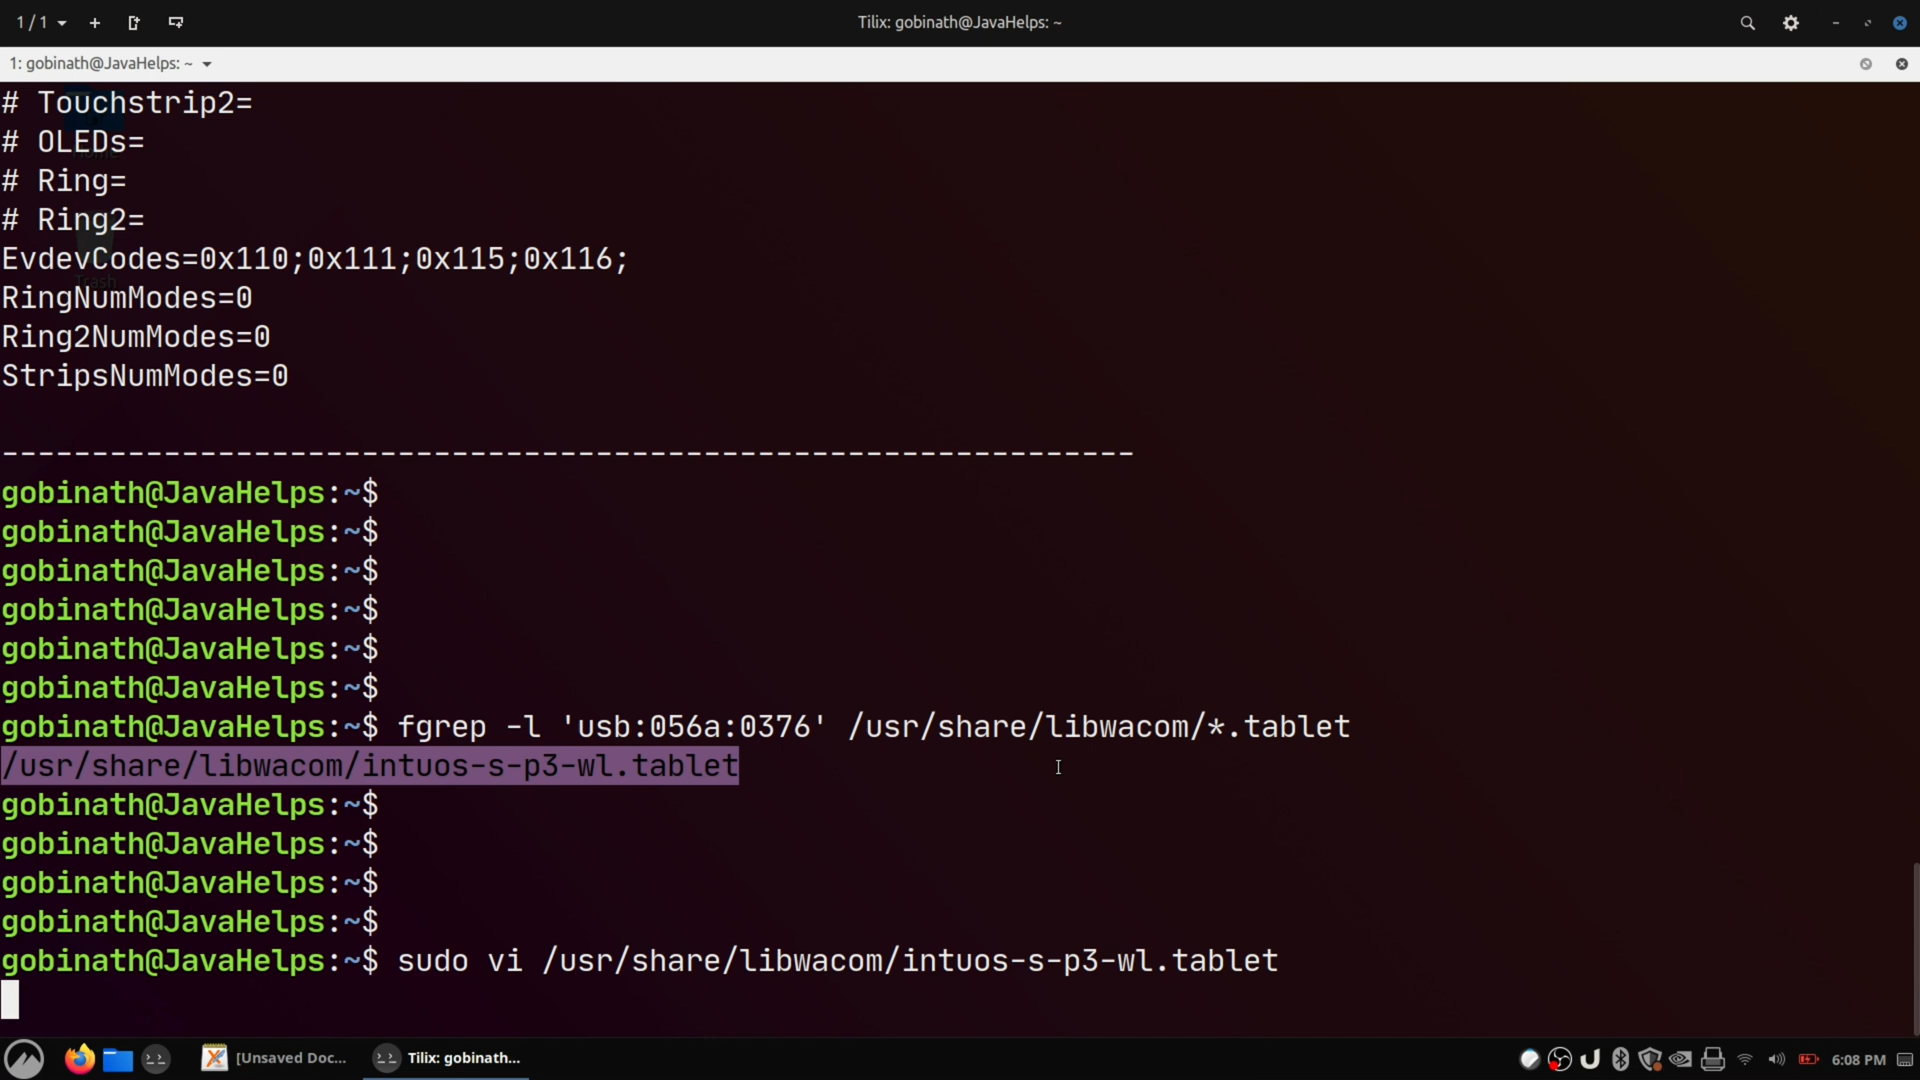 1 / 1
Tilix: gobinath@JavaHelps: ~
1: gobinath@JavaHelps: ~
# Touchstrip2=
# OLEDs=
Home
# Ring=
# Ring2=
EvdevCodes=0x110;0x111;0x115;0x116;
Trash
RingNumModes=0
Ring2NumModes=0
StripsNumModes=0
---------------------------------------------------------------
gobinath@JavaHelps:~$
gobinath@JavaHelps:~$
gobinath@JavaHelps:~$
gobinath@JavaHelps:~$
gobinath@JavaHelps:~$
gobinath@JavaHelps:~$
gobinath@JavaHelps:~$ fgrep -l 'usb:056a:0376' /usr/share/libwacom/*.tablet
/usr/share/libwacom/intuos-s-p3-wl.tablet
gobinath@JavaHelps:~$
gobinath@JavaHelps:~$
gobinath@JavaHelps:~$
gobinath@JavaHelps:~$
gobinath@JavaHelps:~$ sudo vi /usr/share/libwacom/intuos-s-p3-wl.tablet
[Unsaved Doc...
Tilix: gobinath...
6:08 PM